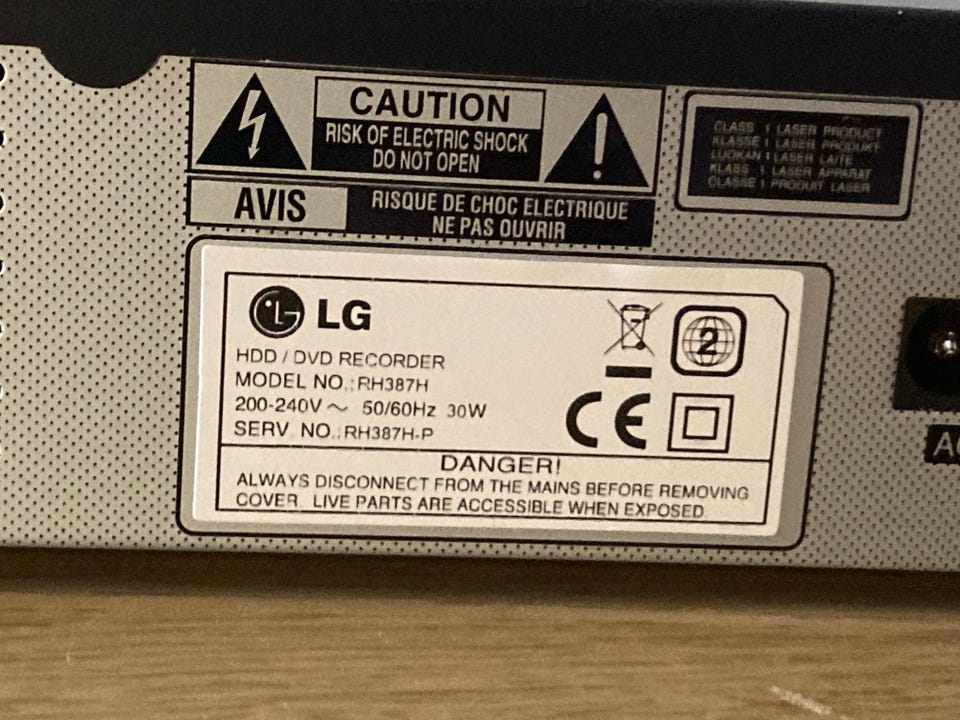 CAUTION
RISK OF ELECTRIC SHOCK
DO NOT OPEN
AVIS
RISQUE DE CHOC ELECTRIQUE
NE PAS OUVRIR
CLASS 1 LASER PRODUCT
KLASSE 1 LASER PRODUKT
LUOKAN 1 LASER LAITE
KLASS 1 LASER APPARAT
CLASSE 1 PRODUIT LASER
LG
HDD / DVD RECORDER
MODEL NO.: RH387H
200-240V ~ 50/60Hz 30W
SERV. NO.: RH387H-P
2
CE
DANGER!
ALWAYS DISCONNECT FROM THE MAINS BEFORE REMOVING
COVER. LIVE PARTS ARE ACCESSIBLE WHEN EXPOSED